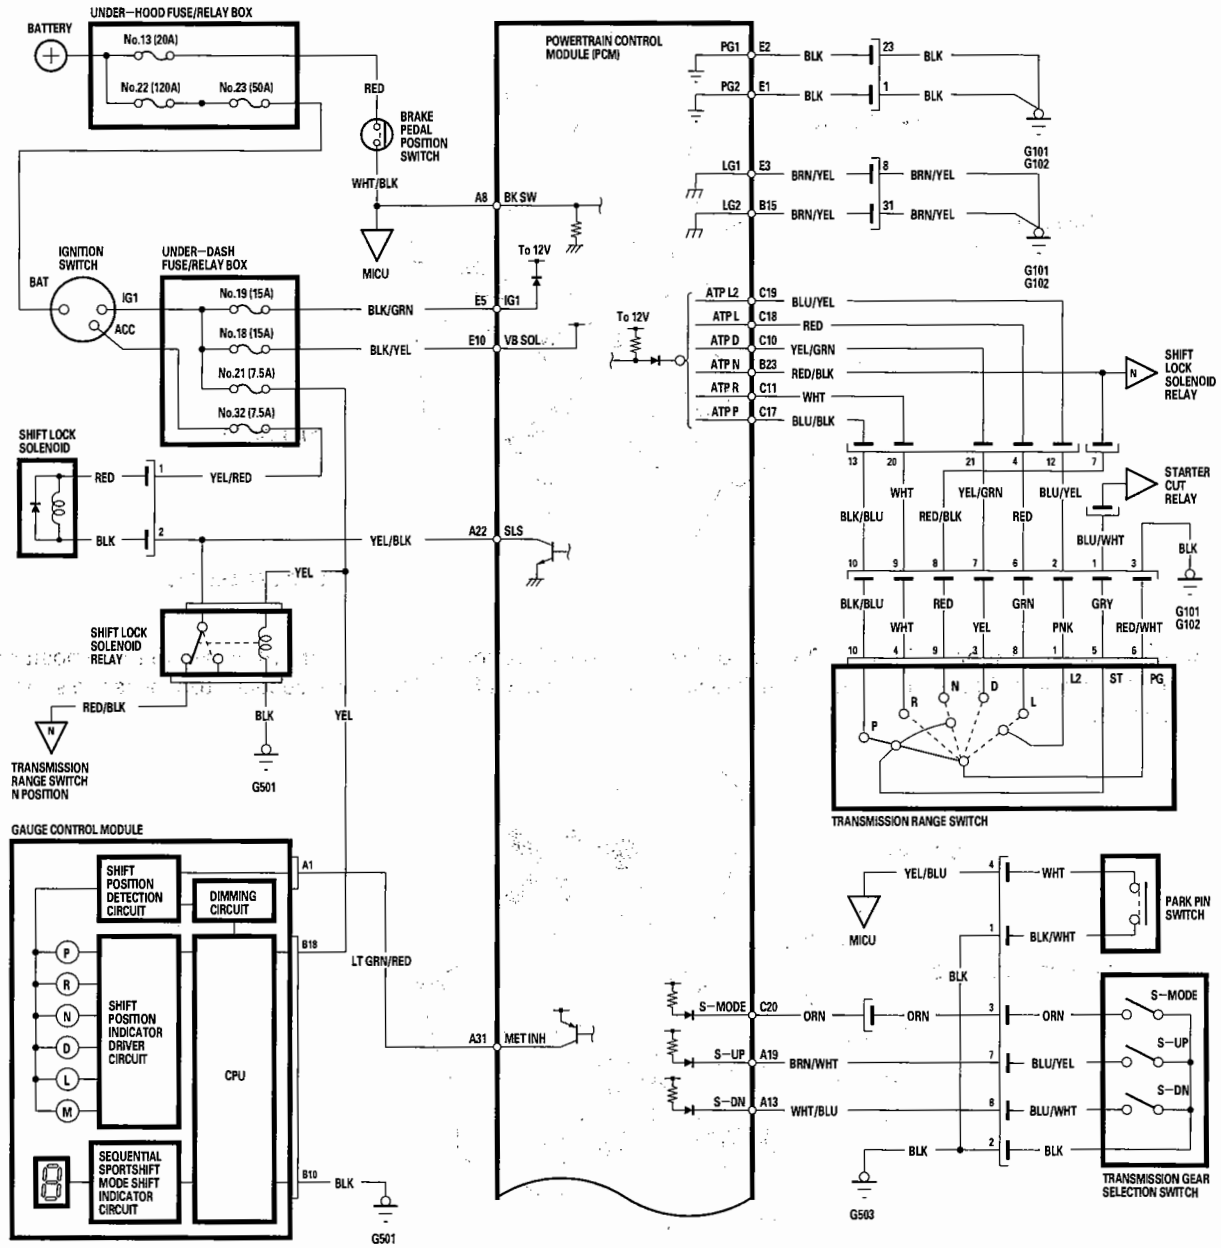 UNDER-HOOD FUSE/RELAY BOX
BATTERY
No.13 (20A)
No.22 (120A)
No.23 (50A)
RED
BRAKE
PEDAL
POSITION
SWITCH
WHT/BLK
MICU
POWERTRAIN CONTROL
MODULE (PCM)
A8
BK SW
To 12V
IGNITION
SWITCH
BAT
IG1
ACC
UNDER-DASH
FUSE/RELAY BOX
No.19 (15A)
No.18 (15A)
No.21 (7.5A)
No.32 (7.5A)
BLK/GRN
E5
IG1
BLK/YEL
E10
VB SOL
SHIFT LOCK
SOLENOID
RED
1
YEL/RED
BLK
2
YEL/BLK
A22
SLS
YEL
SHIFT LOCK
SOLENOID
RELAY
RED/BLK
N
TRANSMISSION
RANGE SWITCH
N POSITION
BLK
G501
YEL
PG1
E2
BLK
23
BLK
PG2
E1
BLK
1
BLK
G101
G102
LG1
E3
BRN/YEL
8
BRN/YEL
LG2
B15
BRN/YEL
31
BRN/YEL
G101
G102
To 12V
ATP L2
C19
BLU/YEL
ATP L
C18
RED
ATP D
C10
YEL/GRN
ATP N
B23
RED/BLK
ATP R
C11
WHT
ATP P
C17
BLU/BLK
N
SHIFT
LOCK
SOLENOID
RELAY
13
20
21
4
12
7
STARTER
CUT
RELAY
WHT
YEL/GRN
BLU/YEL
BLK/BLU
RED/BLK
RED
BLU/WHT
BLK
G101
G102
10
9
8
7
6
2
1
3
BLK/BLU
RED
GRN
GRY
WHT
YEL
PNK
RED/WHT
10
4
9
3
8
1
5
6
L2
ST
PG
P
R
N
D
L
TRANSMISSION RANGE SWITCH
GAUGE CONTROL MODULE
SHIFT
POSITION
DETECTION
CIRCUIT
A1
DIMMING
CIRCUIT
B18
P
R
N
D
L
M
SHIFT
POSITION
INDICATOR
DRIVER
CIRCUIT
CPU
SEQUENTIAL
SPORTSHIFT
MODE SHIFT
INDICATOR
CIRCUIT
8
B10
BLK
G501
LT GRN/RED
A31
MET INH
YEL/BLU
4
WHT
MICU
1
BLK/WHT
PARK PIN
SWITCH
BLK
S-MODE
C20
ORN
ORN
3
ORN
S-MODE
S-UP
A19
BRN/WHT
7
BLU/YEL
S-UP
S-DN
A13
WHT/BLU
8
BLU/WHT
S-DN
BLK
2
BLK
G503
TRANSMISSION GEAR
SELECTION SWITCH